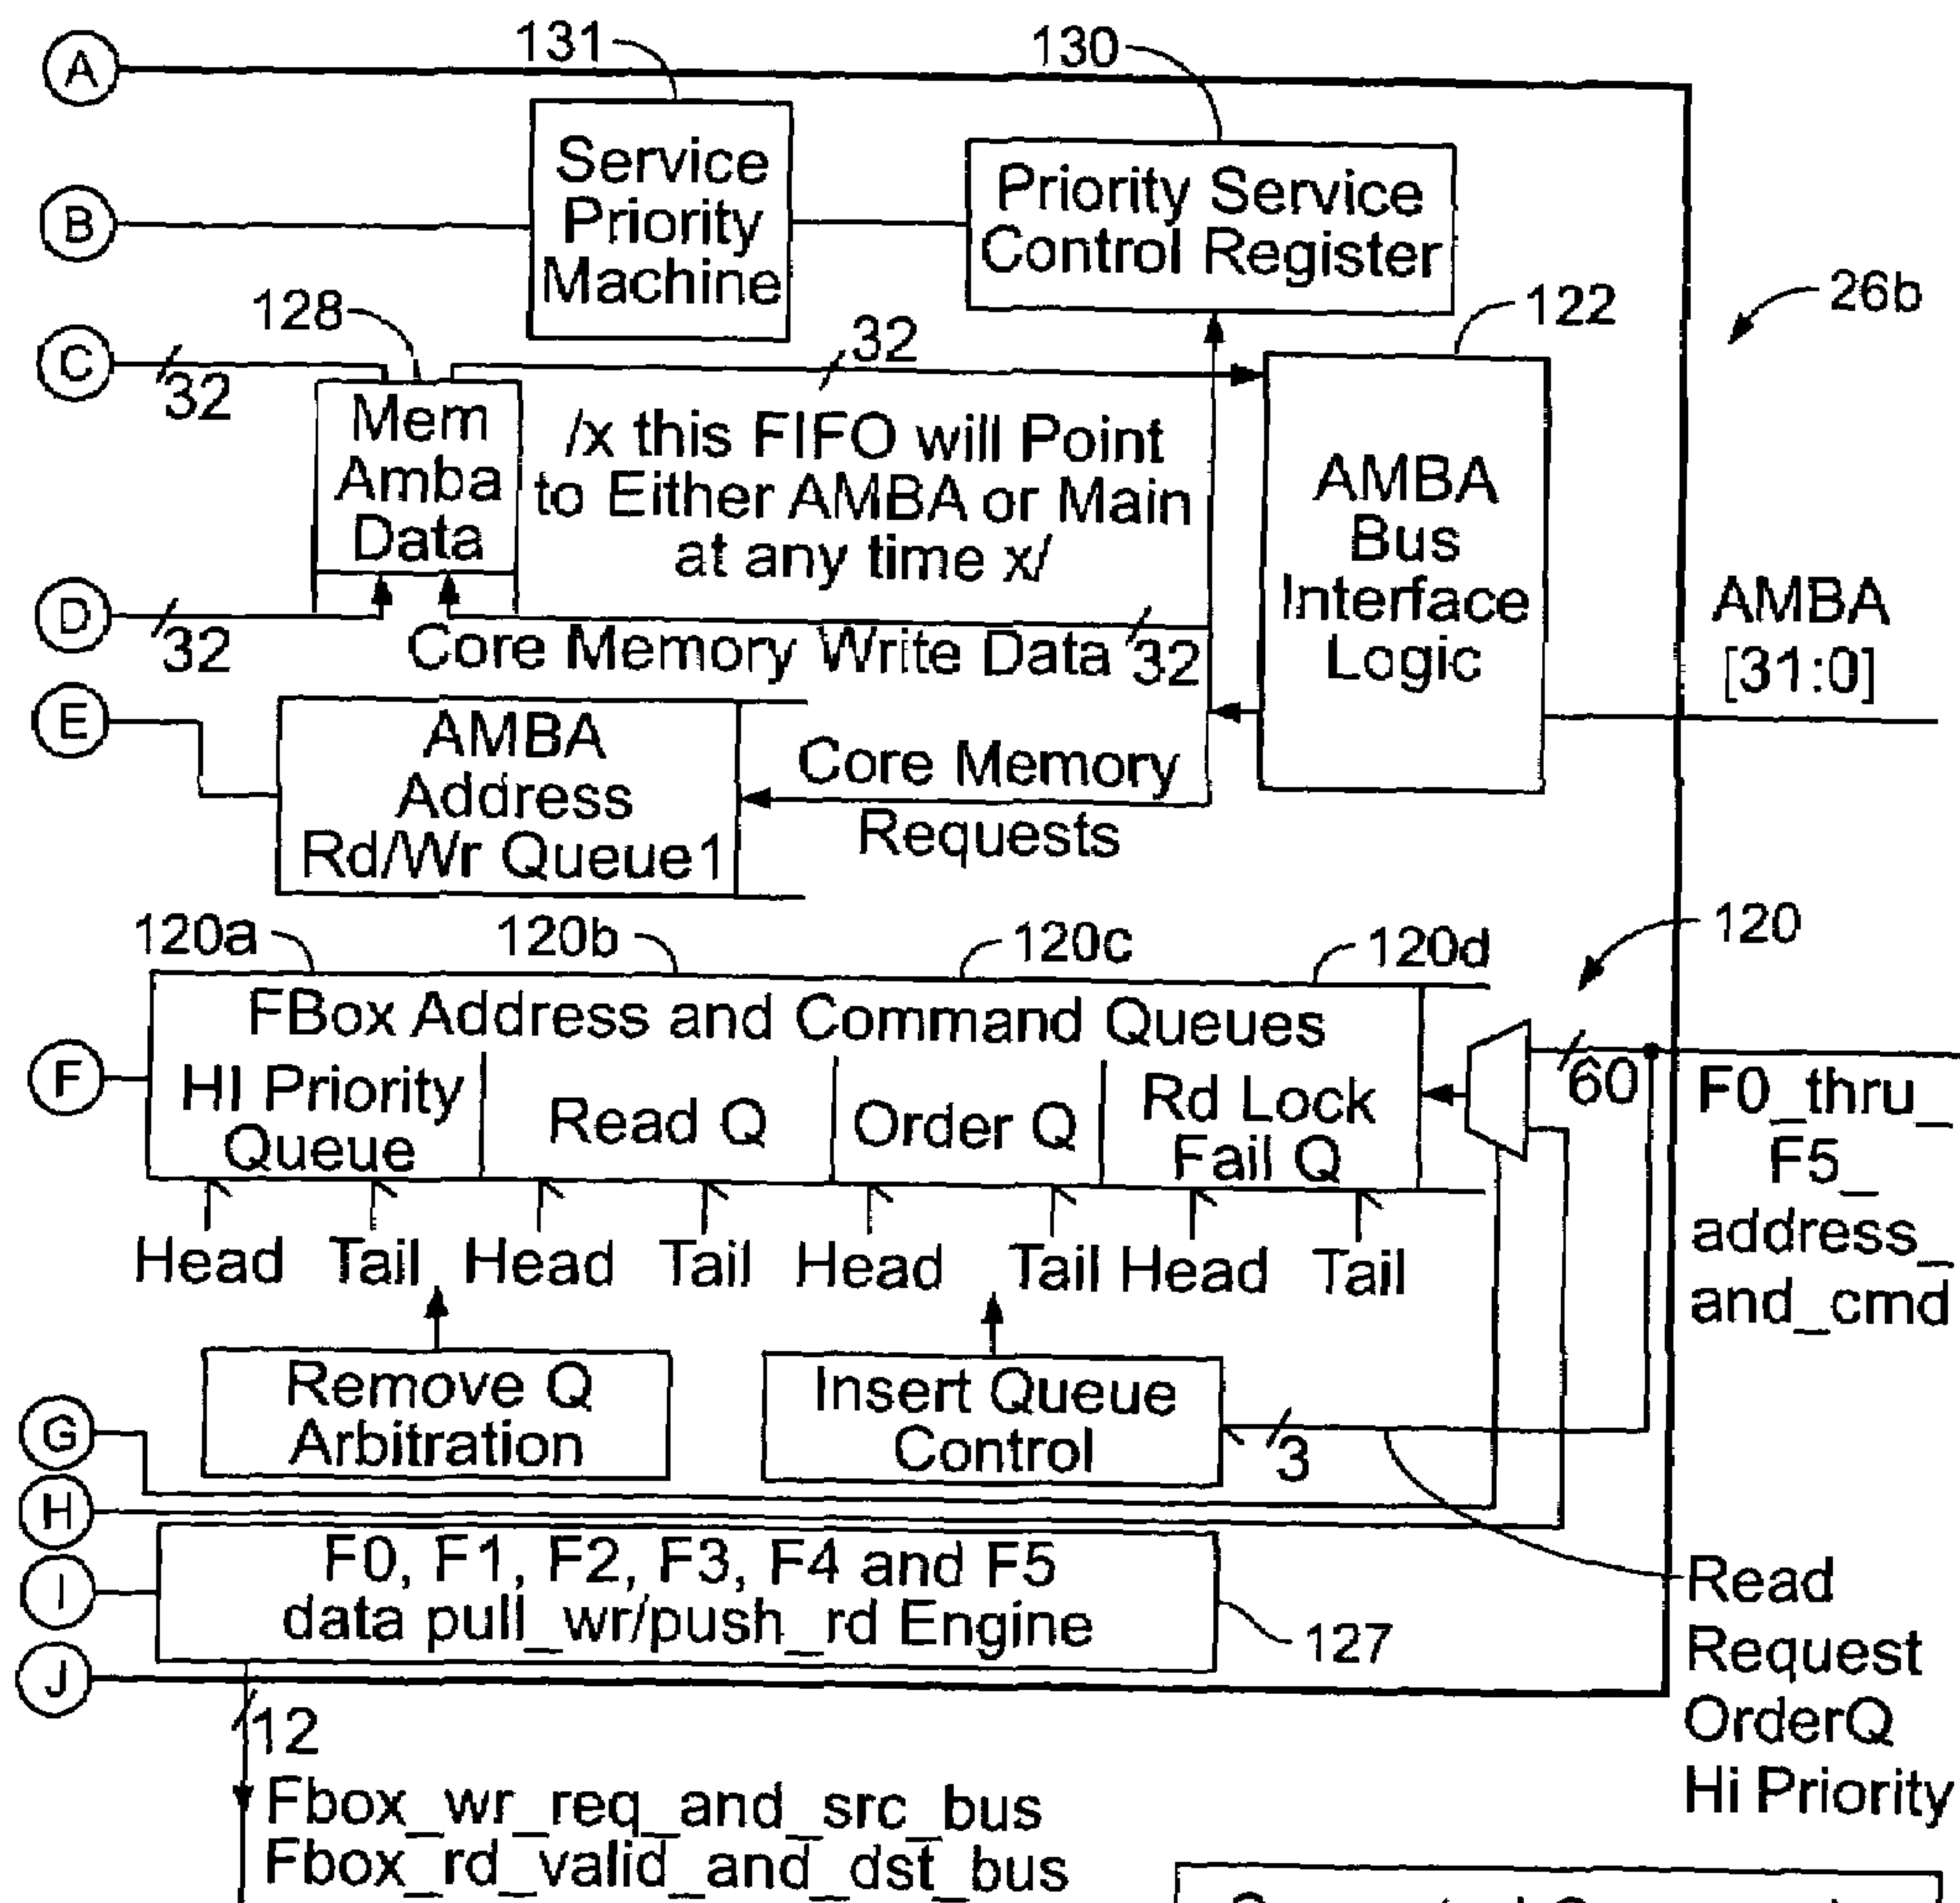 A
131
130
Service
Priority
Machine
Priority Service
Control Register
B
26b
128
122
C
32
32
Mem
Amba
Data
/x this FIFO will Point
to Either AMBA or Main
at any time x/
AMBA
Bus
Interface
Logic
AMBA
[31:0]
D
32
Core Memory Write Data
32
E
AMBA
Address
Rd/Wr Queue1
Core Memory
Requests
120a
120b
120c
120d
120
FBox Address and Command Queues
F
HI Priority
Queue
Read Q
Order Q
Rd Lock
Fail Q
60
F0_thru_
F5_
address_
and_cmd
Head Tail Head Tail Head Tail Head Tail
Remove Q
Arbitration
Insert Queue
Control
3
G
H
I
F0, F1, F2, F3, F4 and F5
data pull_wr/push_rd Engine
127
Read
Request
OrderQ
Hi Priority
J
12
Fbox_wr_req_and_src_bus
Fbox_rd_valid_and_dst_bus